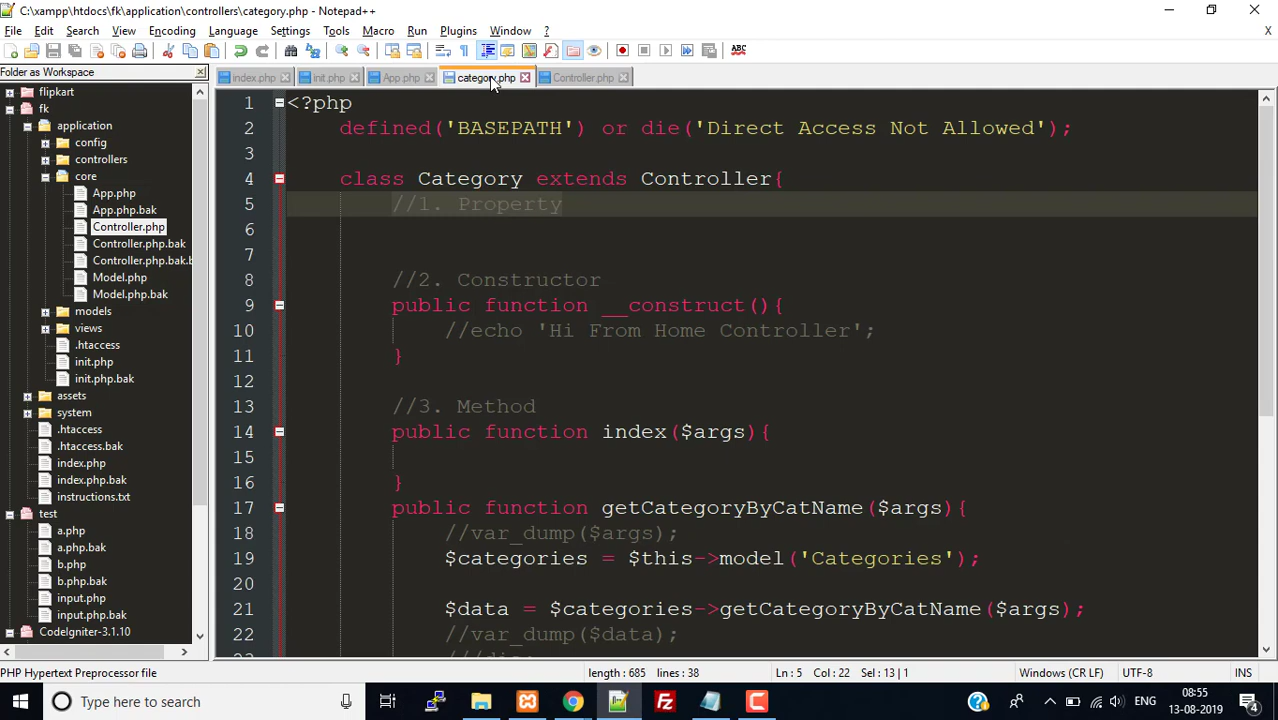 C:\xampp\htdocs\fk\application\controllers\category.php - Notepad++
File Edit Search View Encoding Language Settings Tools Macro Run Plugins Window ?
Folder as Workspace
index.php init.php App.php category.php Controller.php
flipkart
fk
application
config
controllers
core
App.php
App.php.bak
Controller.php
Controller.php.bak
Controller.php.bak.b
Model.php
Model.php.bak
models
views
.htaccess
init.php
init.php.bak
assets
system
.htaccess
.htaccess.bak
index.php
index.php.bak
instructions.txt
test
a.php
a.php.bak
b.php
b.php.bak
input.php
input.php.bak
CodeIgniter-3.1.10
1 <?php
2 defined('BASEPATH') or die('Direct Access Not Allowed');
3
4 class Category extends Controller{
5 //1. Property
6
7
8 //2. Constructor
9 public function __construct(){
10 //echo 'Hi From Home Controller';
11 }
12
13 //3. Method
14 public function index($args){
15
16 }
17 public function getCategoryByCatName($args){
18 //var_dump($args);
19 $categories = $this->model('Categories');
20
21 $data = $categories->getCategoryByCatName($args);
22 //var_dump($data);
PHP Hypertext Preprocessor file length : 685 lines : 38 Ln : 5 Col : 22 Sel : 13 | 1 Windows (CR LF) UTF-8 INS
Type here to search
ENG
08:55
13-08-2019
4